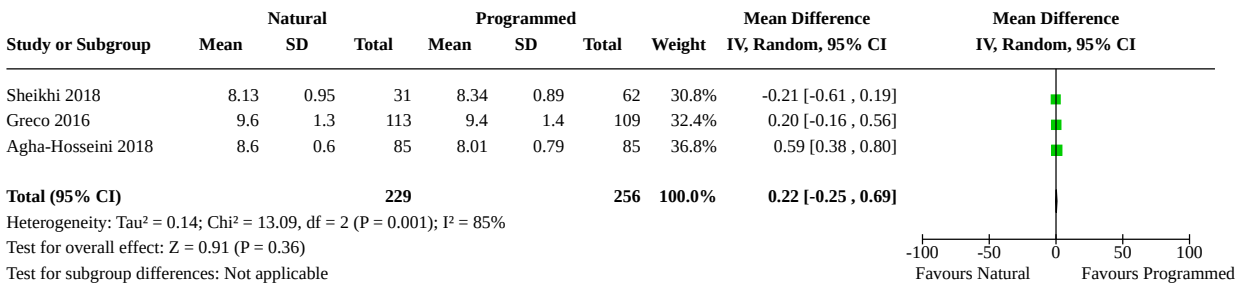 Natural Programmed Mean Difference Mean Difference
Study or Subgroup Mean SD Total Mean SD Total Weight IV, Random, 95% CI IV, Random, 95% CI
Sheikhi 2018 8.13 0.95 31 8.34 0.89 62 30.8% -0.21 [-0.61 , 0.19]
Greco 2016 9.6 1.3 113 9.4 1.4 109 32.4% 0.20 [-0.16 , 0.56]
Agha-Hosseini 2018 8.6 0.6 85 8.01 0.79 85 36.8% 0.59 [0.38 , 0.80]
Total (95% CI) 229 256 100.0% 0.22 [-0.25 , 0.69]
Heterogeneity: Tau² = 0.14; Chi² = 13.09, df = 2 (P = 0.001); I² = 85%
Test for overall effect: Z = 0.91 (P = 0.36)
-100 -50 0 50 100
Test for subgroup differences: Not applicable
Favours Natural Favours Programmed